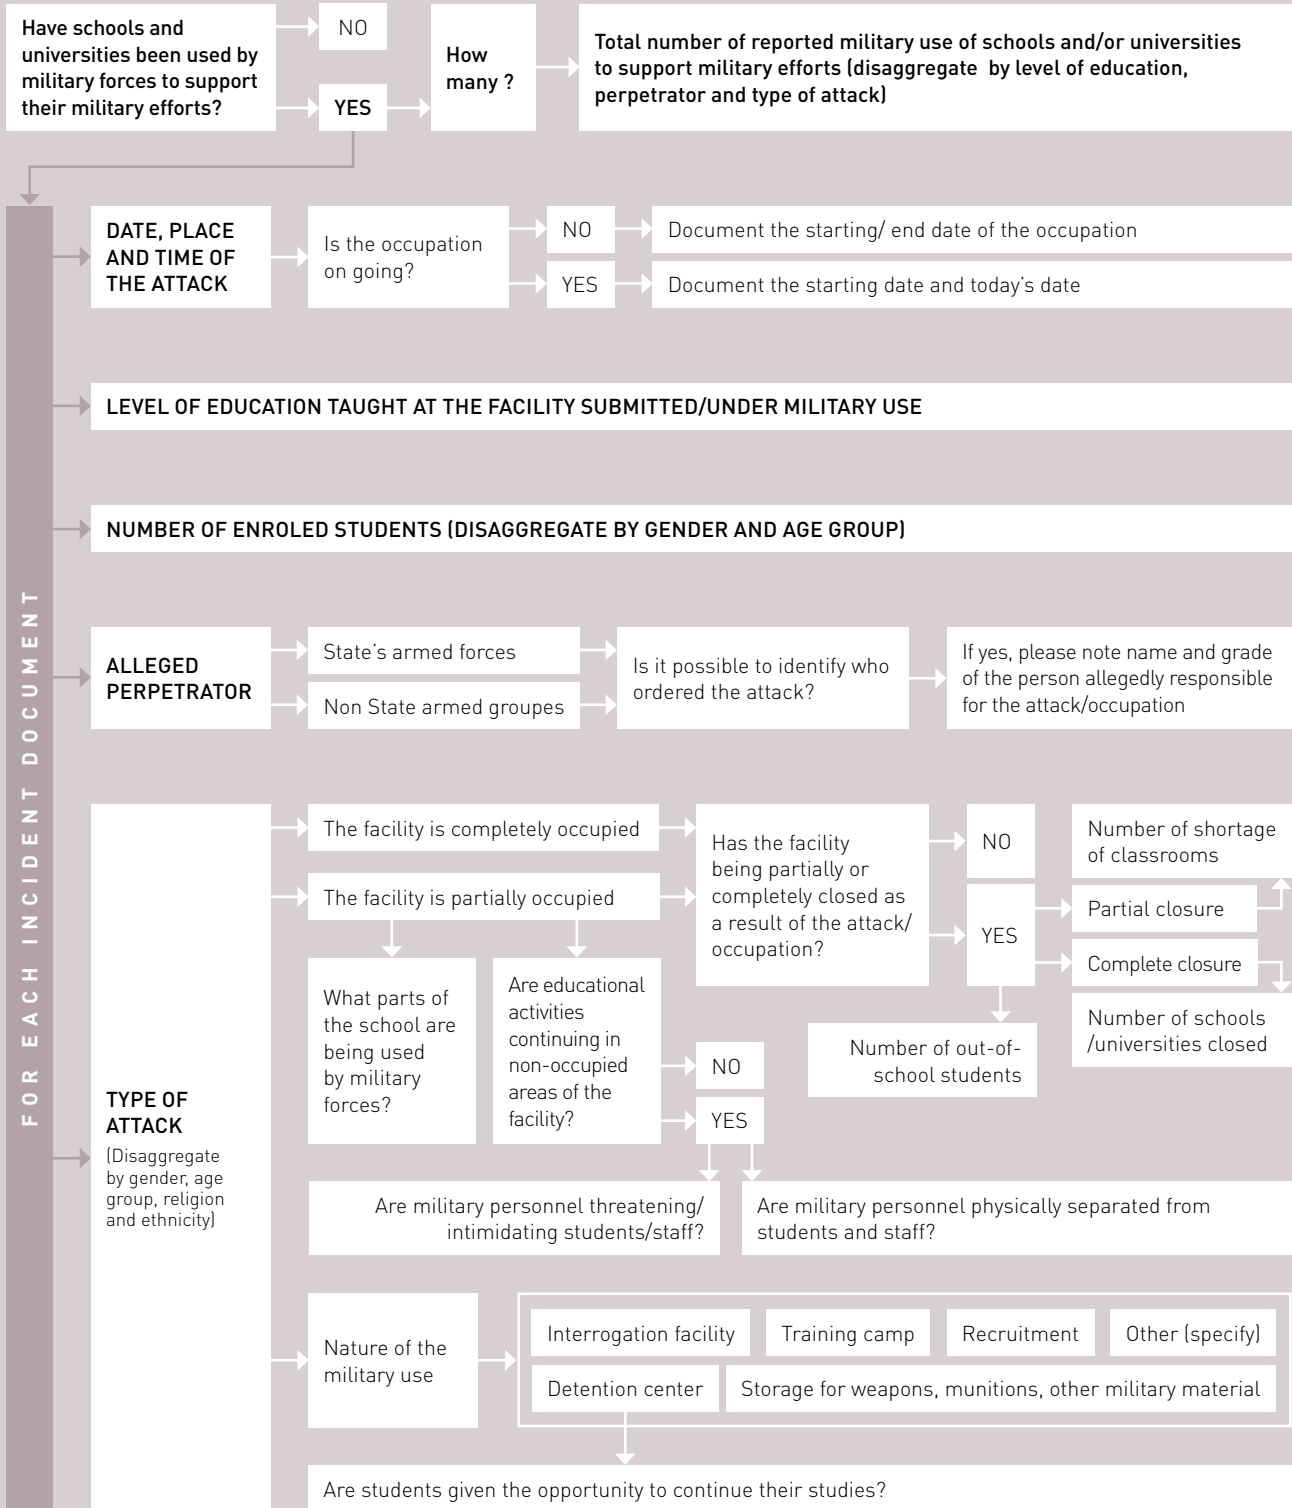 Have schools and
universities been used by
military forces to support
their military efforts?
NO
YES
How
many ?
Total number of reported military use of schools and/or universities
to support military efforts (disaggregate by level of education,
perpetrator and type of attack)
FOR EACH INCIDENT DOCUMENT
DATE, PLACE
AND TIME OF
THE ATTACK
Is the occupation
on going?
NO
Document the starting/ end date of the occupation
YES
Document the starting date and today's date
LEVEL OF EDUCATION TAUGHT AT THE FACILITY SUBMITTED/UNDER MILITARY USE
NUMBER OF ENROLED STUDENTS (DISAGGREGATE BY GENDER AND AGE GROUP)
ALLEGED
PERPETRATOR
State's armed forces
Non State armed groupes
Is it possible to identify who
ordered the attack?
If yes, please note name and grade
of the person allegedly responsible
for the attack/occupation
TYPE OF
ATTACK
(Disaggregate
by gender, age
group, religion
and ethnicity)
The facility is completely occupied
The facility is partially occupied
Has the facility
being partially or
completely closed as
a result of the attack/
occupation?
NO
YES
Number of shortage
of classrooms
Partial closure
Complete closure
Number of schools
/universities closed
Number of out-of-
school students
What parts of
the school are
being used
by military
forces?
Are educational
activities
continuing in
non-occupied
areas of the
facility?
NO
YES
Are military personnel threatening/
intimidating students/staff?
Are military personnel physically separated from
students and staff?
Nature of the
military use
Interrogation facility
Training camp
Recruitment
Other (specify)
Detention center
Storage for weapons, munitions, other military material
Are students given the opportunity to continue their studies?